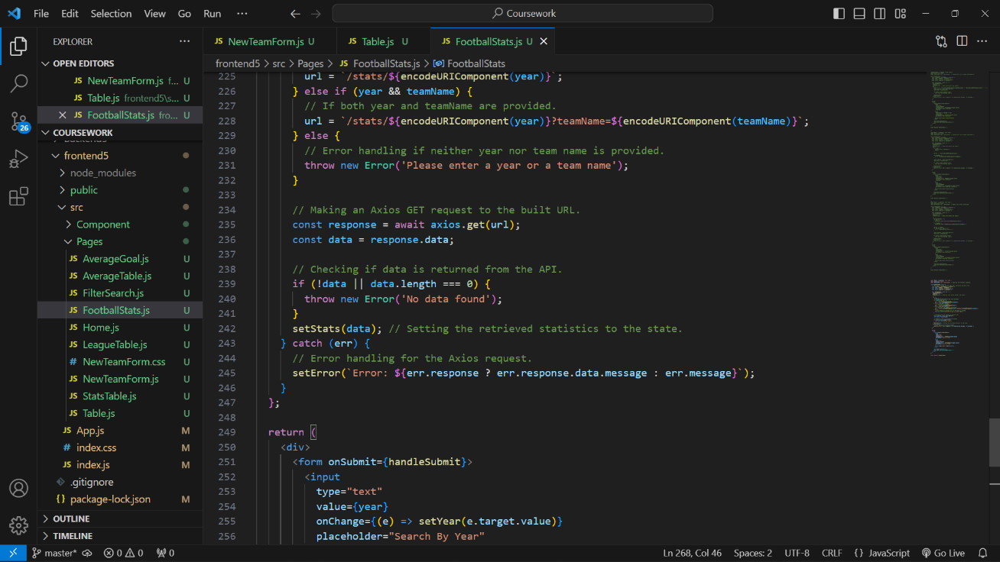 File Edit Selection View Go Run ··· Coursework
EXPLORER ···
OPEN EDITORS
JS NewTeamForm.js f... U
JS Table.js frontend5\s... U
JS FootballStats.js fro... U
COURSEWORK
frontend5
node_modules
public
src
Component
Pages
JS AverageGoal.js U
JS AverageTable.js U
JS FilterSearch.js U
JS FootballStats.js U
JS Home.js U
JS LeagueTable.js U
# NewTeamForm.css U
JS NewTeamForm.js U
JS StatsTable.js U
JS Table.js U
JS App.js M
# index.css M
JS index.js M
.gitignore
{} package-lock.json M
OUTLINE
TIMELINE
26
JS NewTeamForm.js U JS Table.js U JS FootballStats.js U
frontend5 > src > Pages > JS FootballStats.js > FootballStats
225 url = `/stats/${encodeURIComponent(year)}`;
226 } else if (year && teamName) {
227 // If both year and teamName are provided.
228 url = `/stats/${encodeURIComponent(year)}?teamName=${encodeURIComponent(teamName)}`;
229 } else {
230 // Error handling if neither year nor team name is provided.
231 throw new Error('Please enter a year or a team name');
232 }
233
234 // Making an Axios GET request to the built URL.
235 const response = await axios.get(url);
236 const data = response.data;
237
238 // Checking if data is returned from the API.
239 if (!data || data.length === 0) {
240 throw new Error('No data found');
241 }
242 setStats(data); // Setting the retrieved statistics to the state.
243 } catch (err) {
244 // Error handling for the Axios request.
245 setError(`Error: ${err.response ? err.response.data.message : err.message}`);
246 }
247 };
248
249 return (
250 <div>
251 <form onSubmit={handleSubmit}>
252 <input
253 type="text"
254 value={year}
255 onChange={(e) => setYear(e.target.value)}
256 placeholder="Search By Year"
master* 0 0 0 Ln 268, Col 46 Spaces: 2 UTF-8 CRLF {} JavaScript Go Live